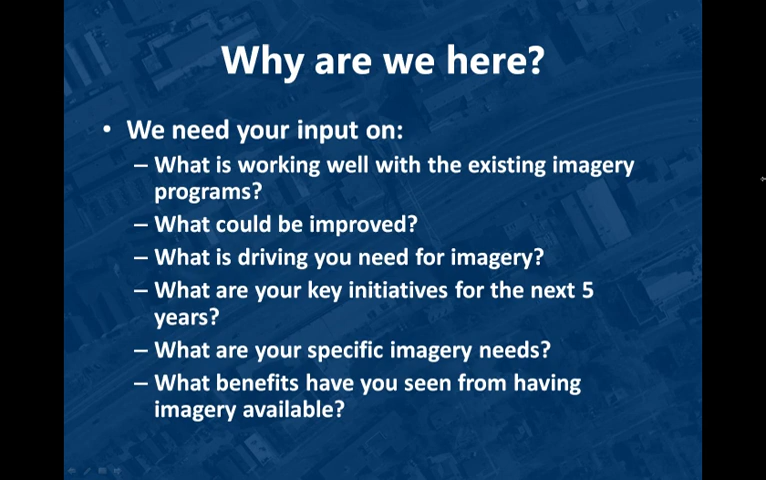 Why are we here?
• We need your input on:
– What is working well with the existing imagery
programs?
– What could be improved?
– What is driving you need for imagery?
– What are your key initiatives for the next 5
years?
– What are your specific imagery needs?
– What benefits have you seen from having
imagery available?